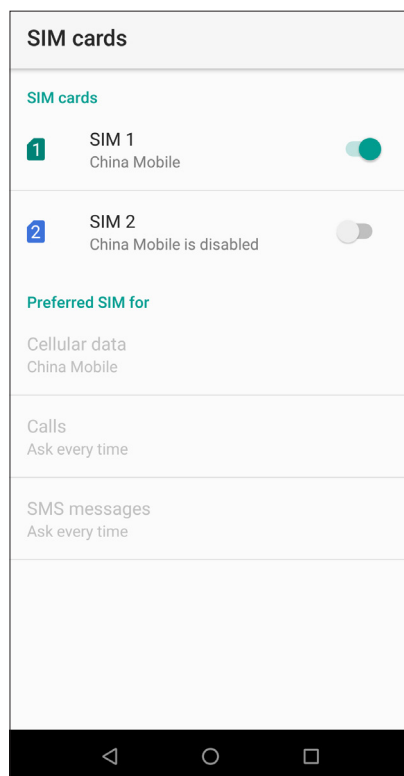 SIM cards
SIM cards
1
SIM 1
China Mobile
2
SIM 2
China Mobile is disabled
Preferred SIM for
Cellular data
China Mobile
Calls
Ask every time
SMS messages
Ask every time